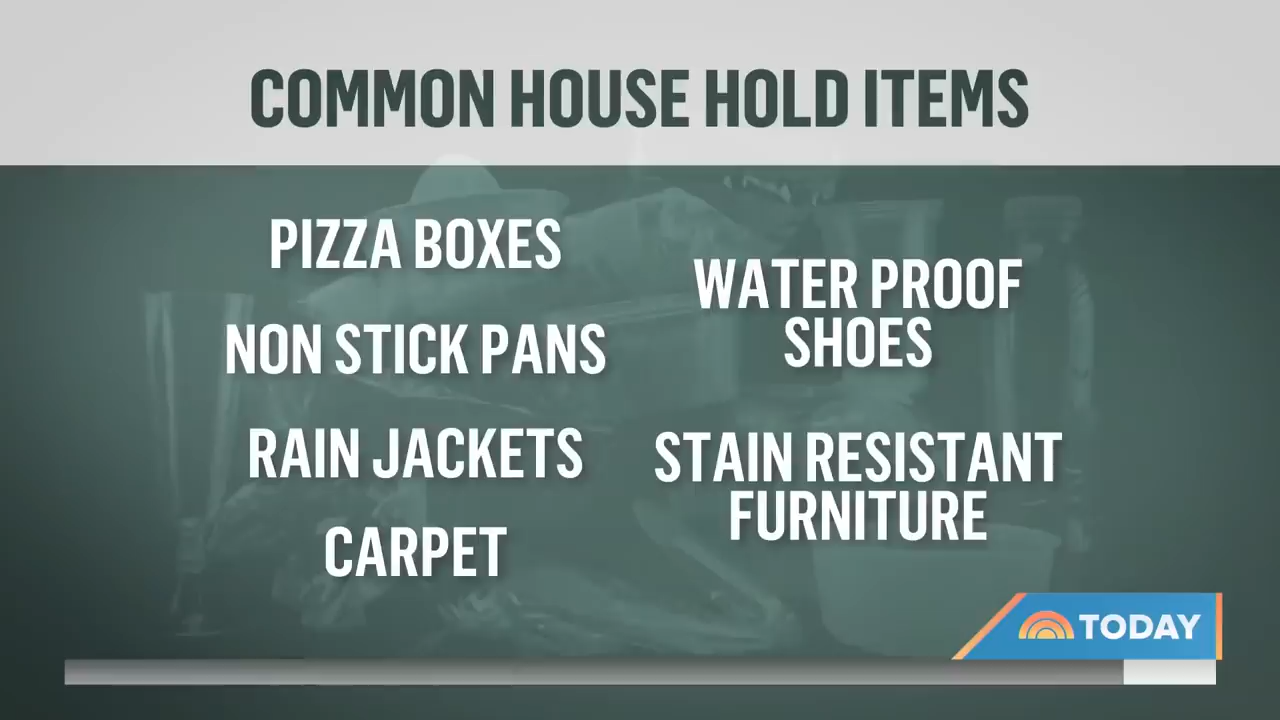 COMMON HOUSE HOLD ITEMS
PIZZA BOXES
NON STICK PANS
RAIN JACKETS
CARPET
WATER PROOF
SHOES
STAIN RESISTANT
FURNITURE
TODAY